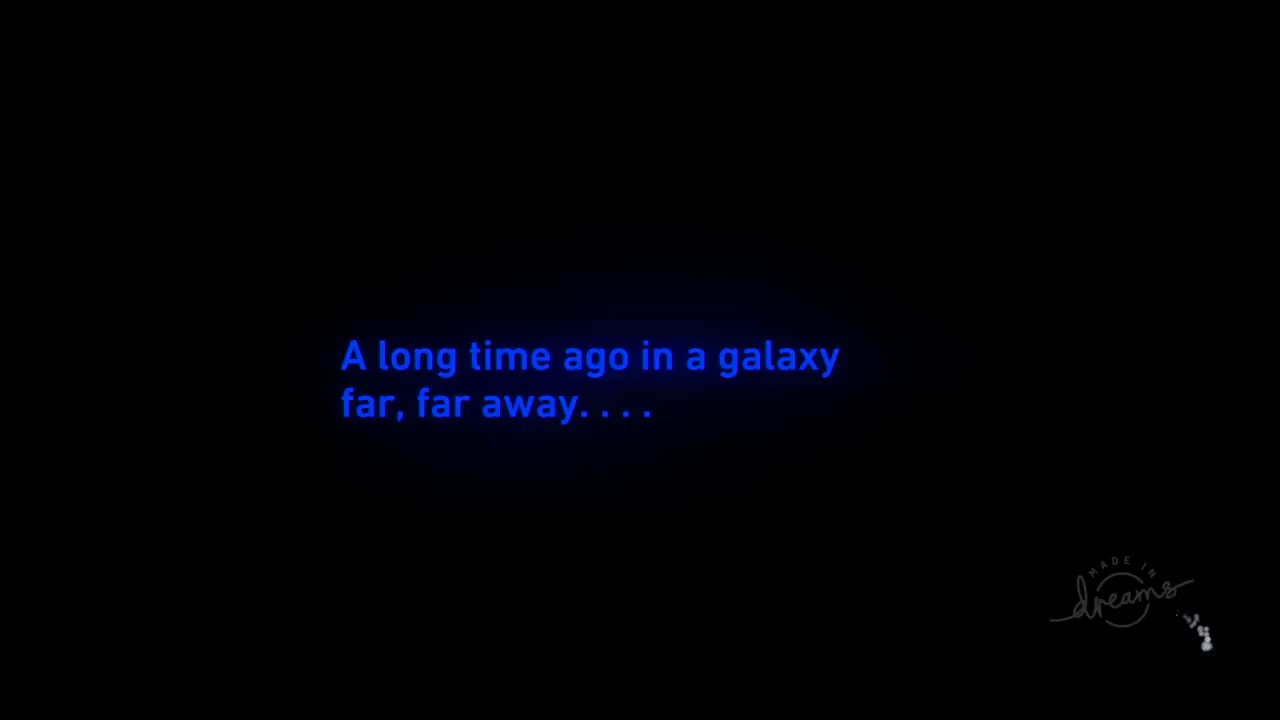 A long time ago in a galaxy
far, far away. . . .
MADE IN
dreams